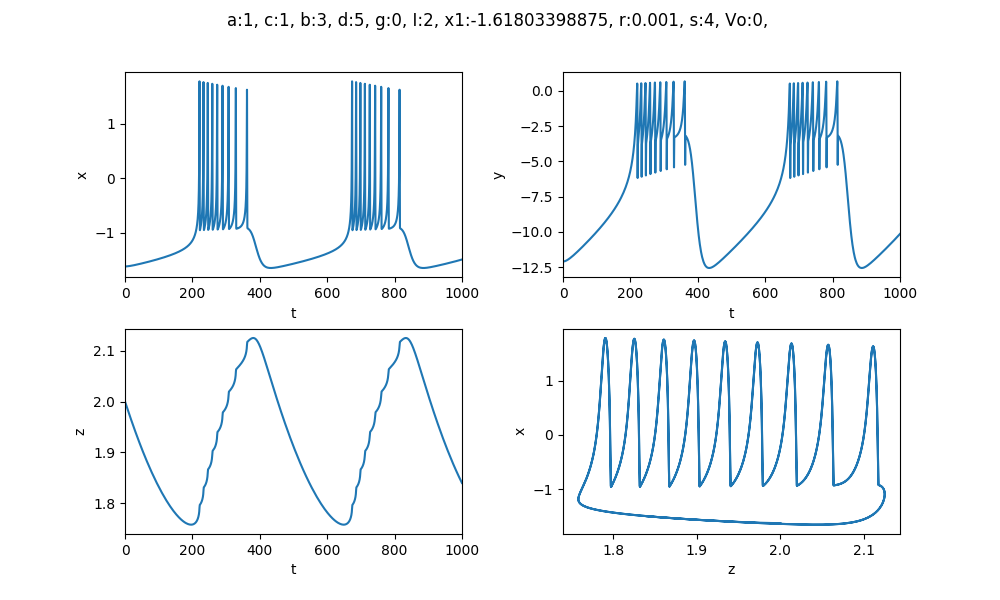 a:1, c:1, b:3, d:5, g:0, I:2, x1:-1.61803398875, r:0.001, s:4, Vo:0,
1
0
−1
x
0 200 400 600 800 1000
t
0.0
−2.5
−5.0
−7.5
−10.0
−12.5
y
0 200 400 600 800 1000
t
2.1
2.0
1.9
1.8
z
0 200 400 600 800 1000
t
1
0
−1
x
1.8 1.9 2.0 2.1
z